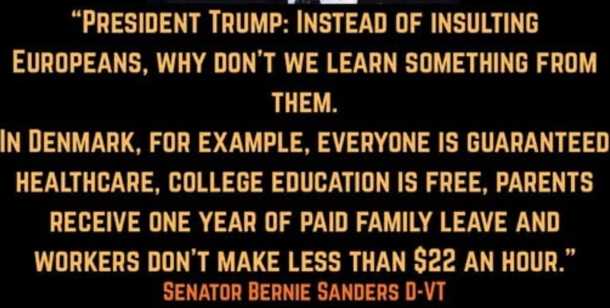 “PRESIDENT TRUMP: INSTEAD OF INSULTING
EUROPEANS, WHY DON'T WE LEARN SOMETHING FROM
THEM.
IN DENMARK, FOR EXAMPLE, EVERYONE IS GUARANTEED
HEALTHCARE, COLLEGE EDUCATION IS FREE, PARENTS
RECEIVE ONE YEAR OF PAID FAMILY LEAVE AND
WORKERS DON'T MAKE LESS THAN $22 AN HOUR.”
SENATOR BERNIE SANDERS D-VT